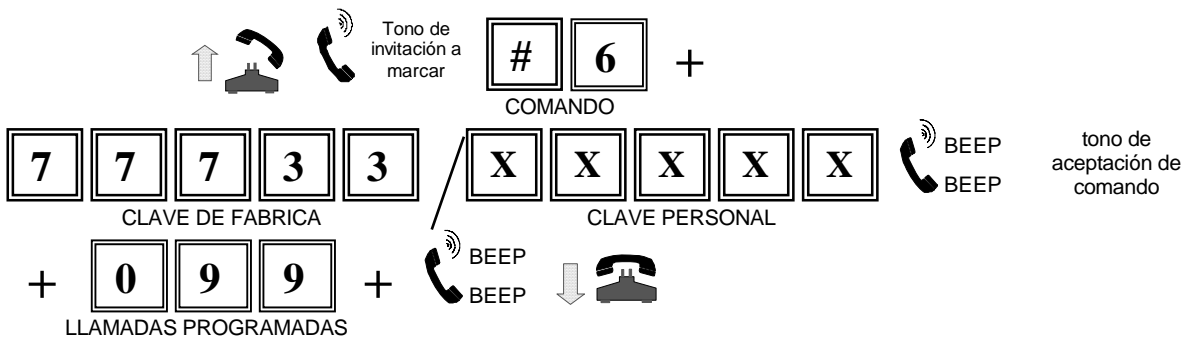 Tono de
invitación a
marcar
# 6 +
COMANDO
7 7 7 3 3 / X X X X X BEEP
BEEP
tono de
aceptación de
comando
CLAVE DE FABRICA
CLAVE PERSONAL
+ 0 9 9 + BEEP
BEEP
LLAMADAS PROGRAMADAS